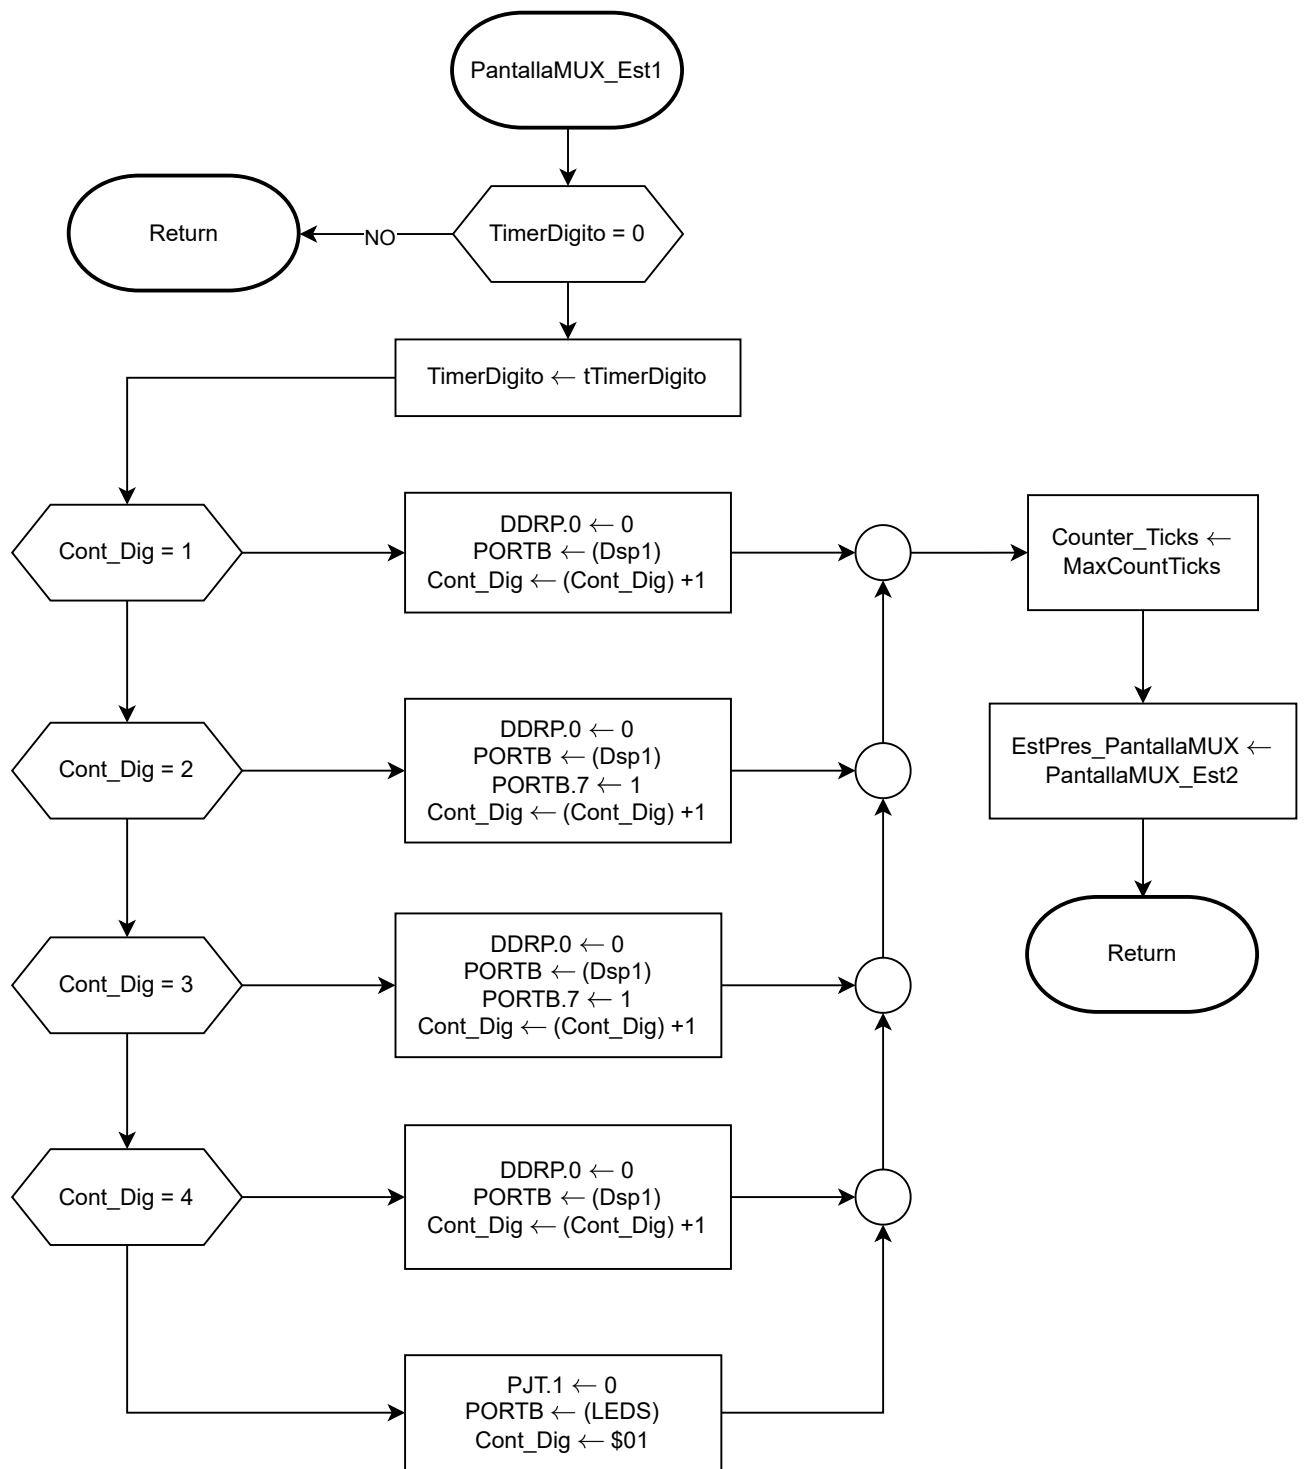 PantallaMUX_Est1
Return
NO
TimerDigito = 0
TimerDigito ← tTimerDigito
Cont_Dig = 1
DDRP.0 ← 0
PORTB ← (Dsp1)
Cont_Dig ← (Cont_Dig) +1
Counter_Ticks ←
MaxCountTicks
Cont_Dig = 2
DDRP.0 ← 0
PORTB ← (Dsp1)
PORTB.7 ← 1
Cont_Dig ← (Cont_Dig) +1
EstPres_PantallaMUX ←
PantallaMUX_Est2
Cont_Dig = 3
DDRP.0 ← 0
PORTB ← (Dsp1)
PORTB.7 ← 1
Cont_Dig ← (Cont_Dig) +1
Return
Cont_Dig = 4
DDRP.0 ← 0
PORTB ← (Dsp1)
Cont_Dig ← (Cont_Dig) +1
PJT.1 ← 0
PORTB ← (LEDS)
Cont_Dig ← $01